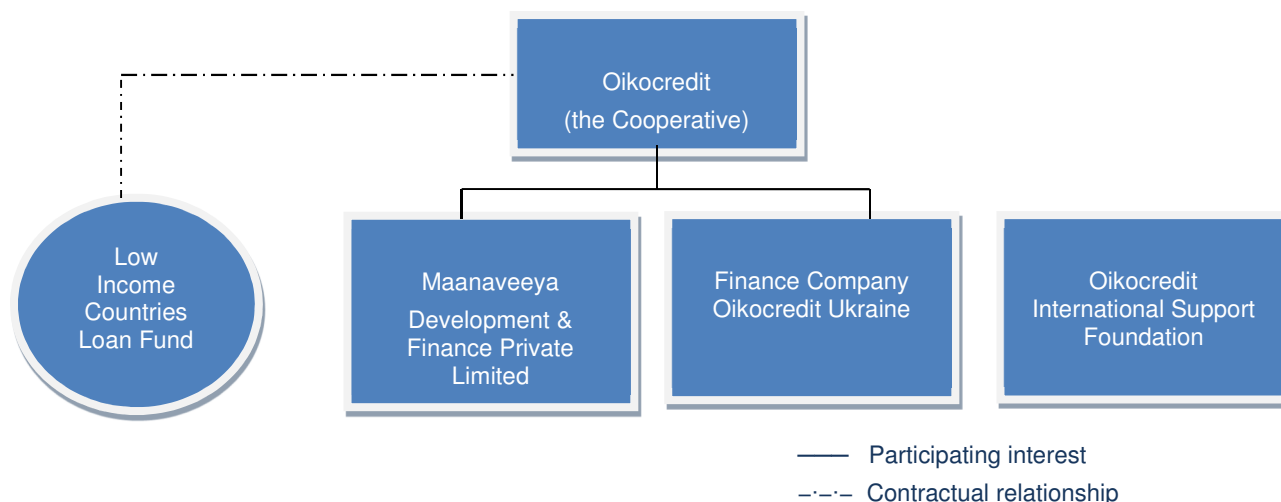 Oikocredit
(the Cooperative)
Low
Income
Countries
Loan Fund
Maanaveeya
Development &
Finance Private
Limited
Finance Company
Oikocredit Ukraine
Oikocredit
International Support
Foundation
Participating interest
Contractual relationship